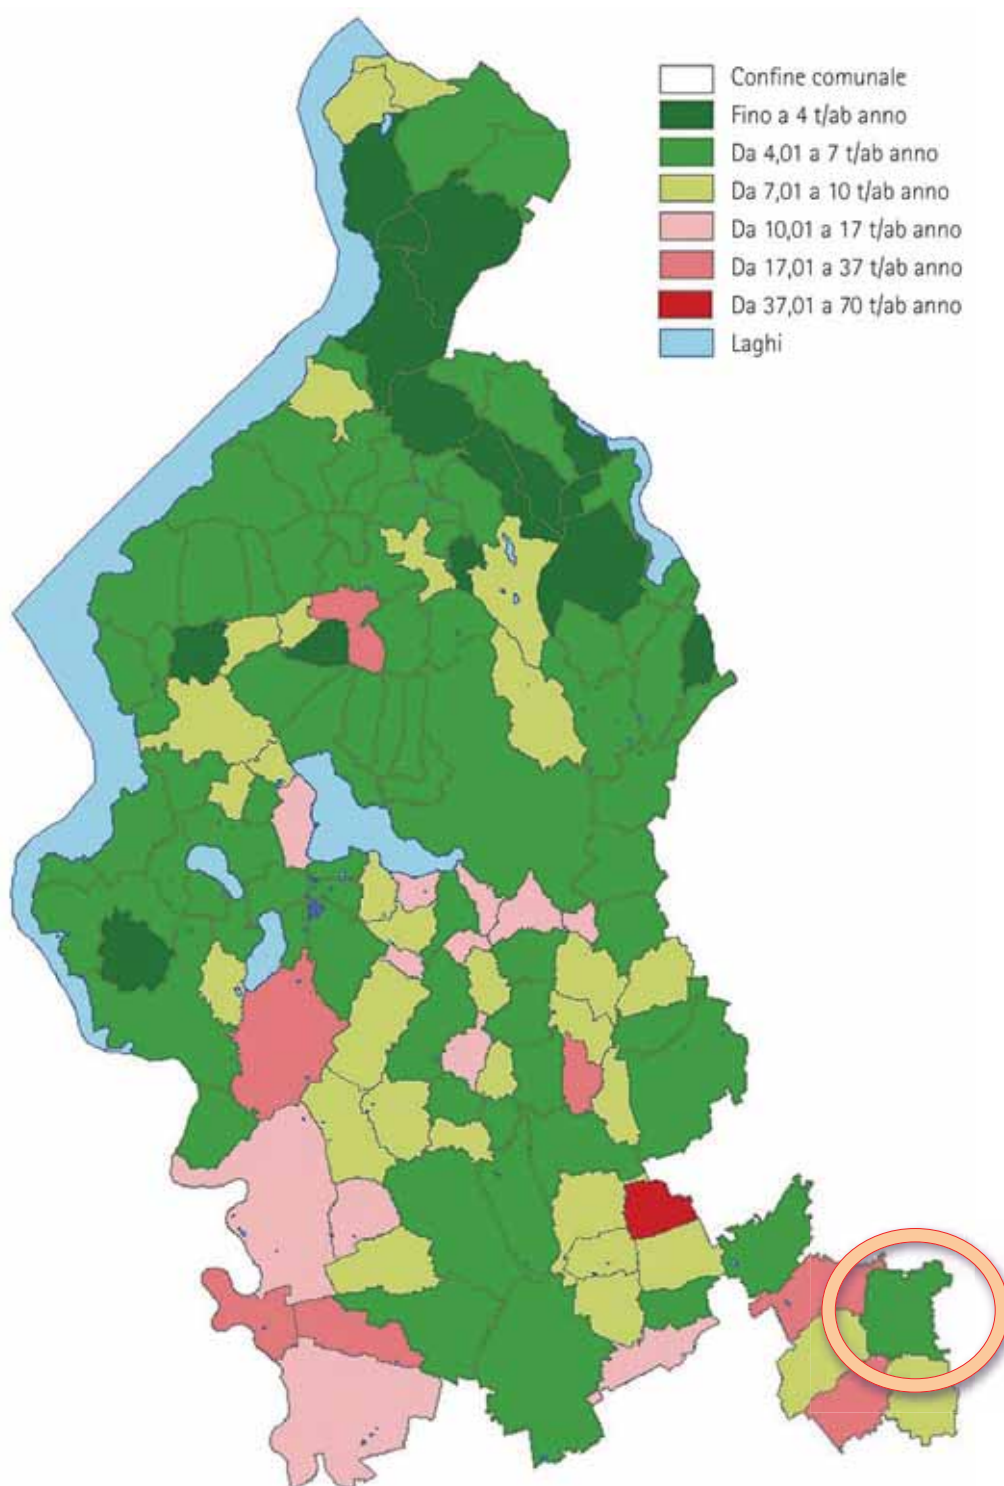 Confine comunale
Fino a 4 t/ab anno
Da 4,01 a 7 t/ab anno
Da 7,01 a 10 t/ab anno
Da 10,01 a 17 t/ab anno
Da 17,01 a 37 t/ab anno
Da 37,01 a 70 t/ab anno
Laghi